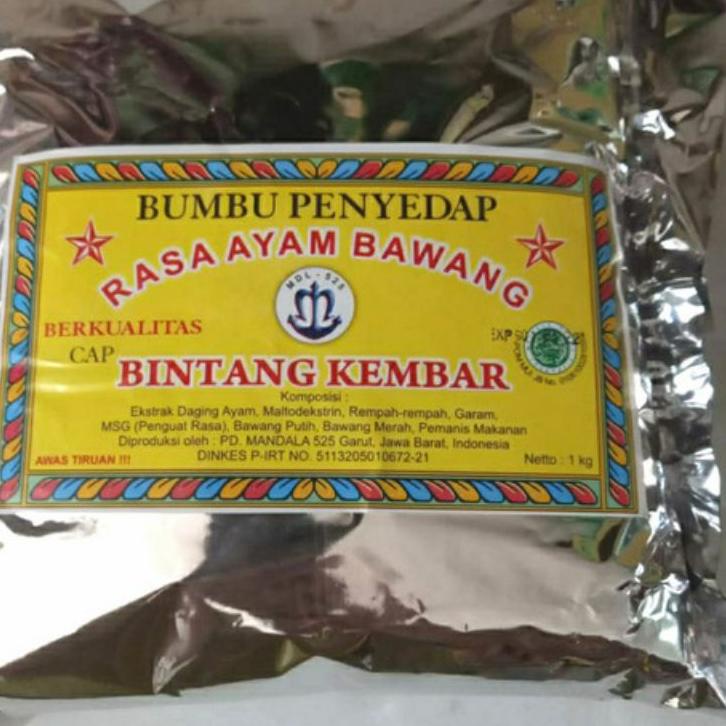 BUMBU PENYEDAP
RASA AYAM BAWANG
MDL - 525
BERKUALITAS
CAP
BINTANG KEMBAR
Komposisi :
Ekstrak Daging Ayam, Maltodekstrin, Rempah-rempah, Garam,
MSG (Penguat Rasa), Bawang Putih, Bawang Merah, Pemanis Makanan
Diproduksi oleh : PD. MANDALA 525 Garut, Jawa Barat, Indonesia
DINKES P-IRT NO. 5113205010672-21
AWAS TIRUAN !!!
Netto : 1 kg